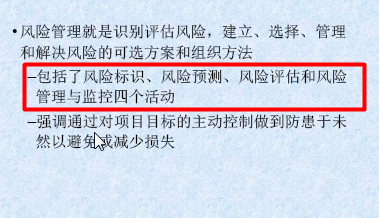 •风险管理就是识别评估风险，建立、选择、管理
和解决风险的可选方案和组织方法
–包括了风险标识、风险预测、风险评估和风险
管理与监控四个活动
–强调通过对项目目标的主动控制做到防患于未
然以避免或减少损失